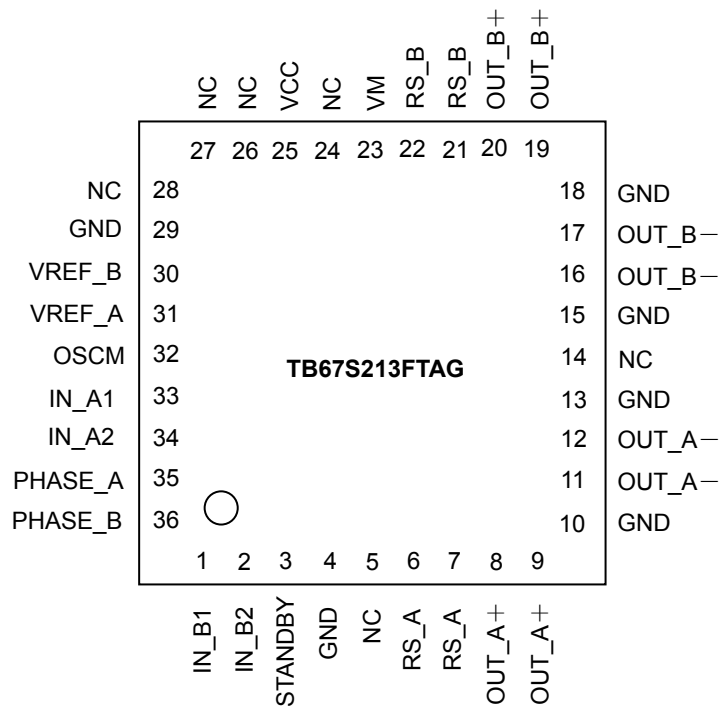 NC NC VCC NC VM RS_B RS_B OUT_B+ OUT_B+
27 26 25 24 23 22 21 20 19
NC 28 18 GND
GND 29 17 OUT_B−
VREF_B 30 16 OUT_B−
VREF_A 31 15 GND
OSCM 32 14 NC
TB67S213FTAG
IN_A1 33 13 GND
IN_A2 34 12 OUT_A−
PHASE_A 35 11 OUT_A−
PHASE_B 36 10 GND
1 2 3 4 5 6 7 8 9
IN_B1 IN_B2 STANDBY GND NC RS_A RS_A OUT_A+ OUT_A+